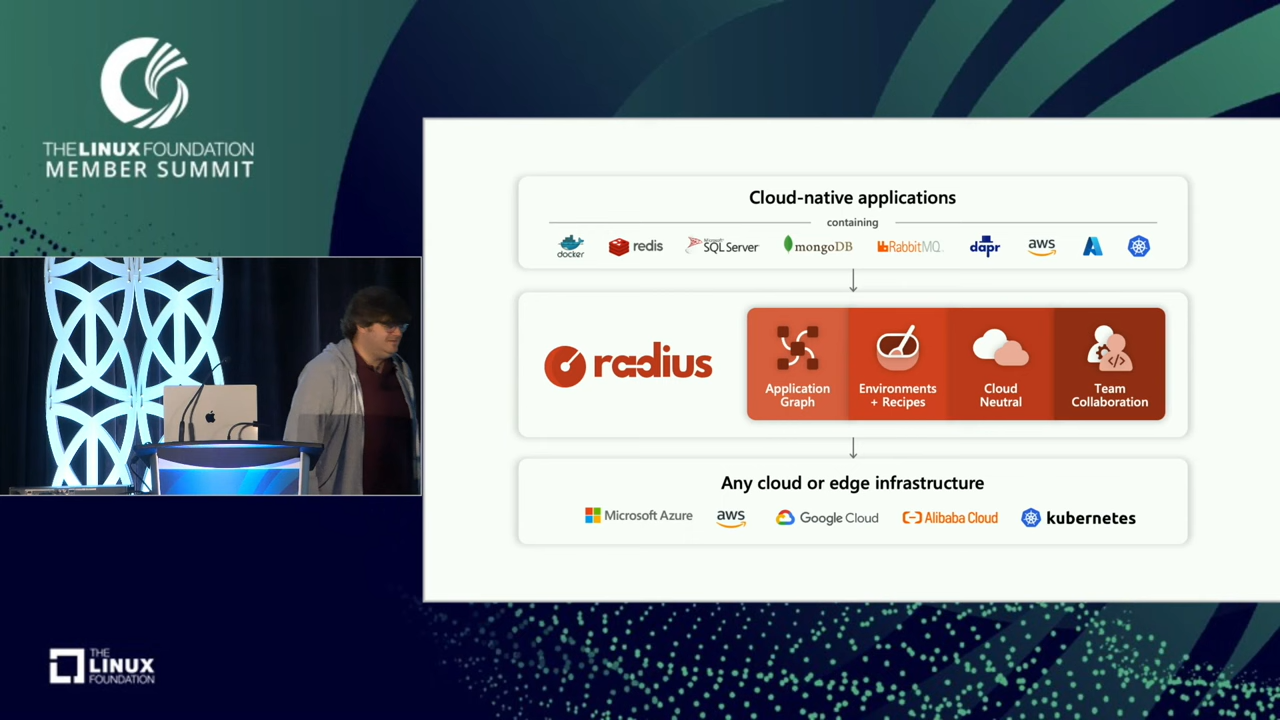 THE LINUX FOUNDATION
MEMBER SUMMIT
Cloud-native applications
containing
docker
redis
Microsoft
SQL Server
mongoDB
RabbitMQ
dapr
aws
radius
Application
Graph
Environments
+ Recipes
Cloud
Neutral
Team
Collaboration
Any cloud or edge infrastructure
Microsoft Azure
aws
Google Cloud
Alibaba Cloud
kubernetes
THE
LINUX
FOUNDATION